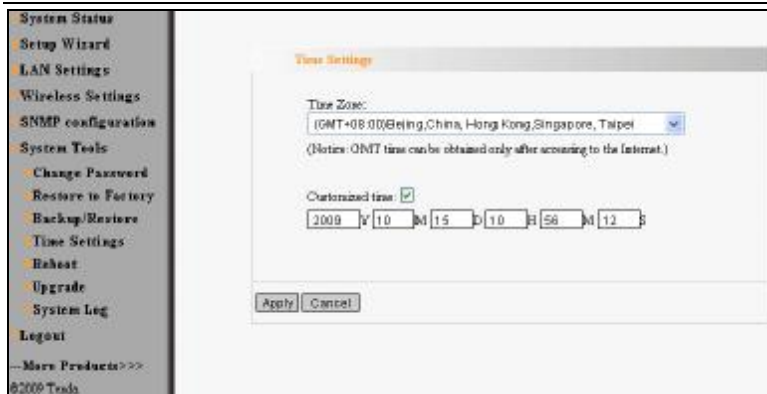 System Status
Setup Wizard
LAN Settings
Wireless Settings
SNMP configuration
System Tools
Change Password
Restore to Factory
Backup/Restore
Time Settings
Reboot
Upgrade
System Log
Logout
---More Products>>>
©2009 Tenda
Time Settings
Time Zone:
(GMT+08:00)Beijing,China, Hong Kong,Singapore, Taipei
(Notice: GMT time can be obtained only after accessing to the Internet.)
Customized time:
2009 Y 10 M 15 D 10 H 56 M 12 S
Apply Cancel